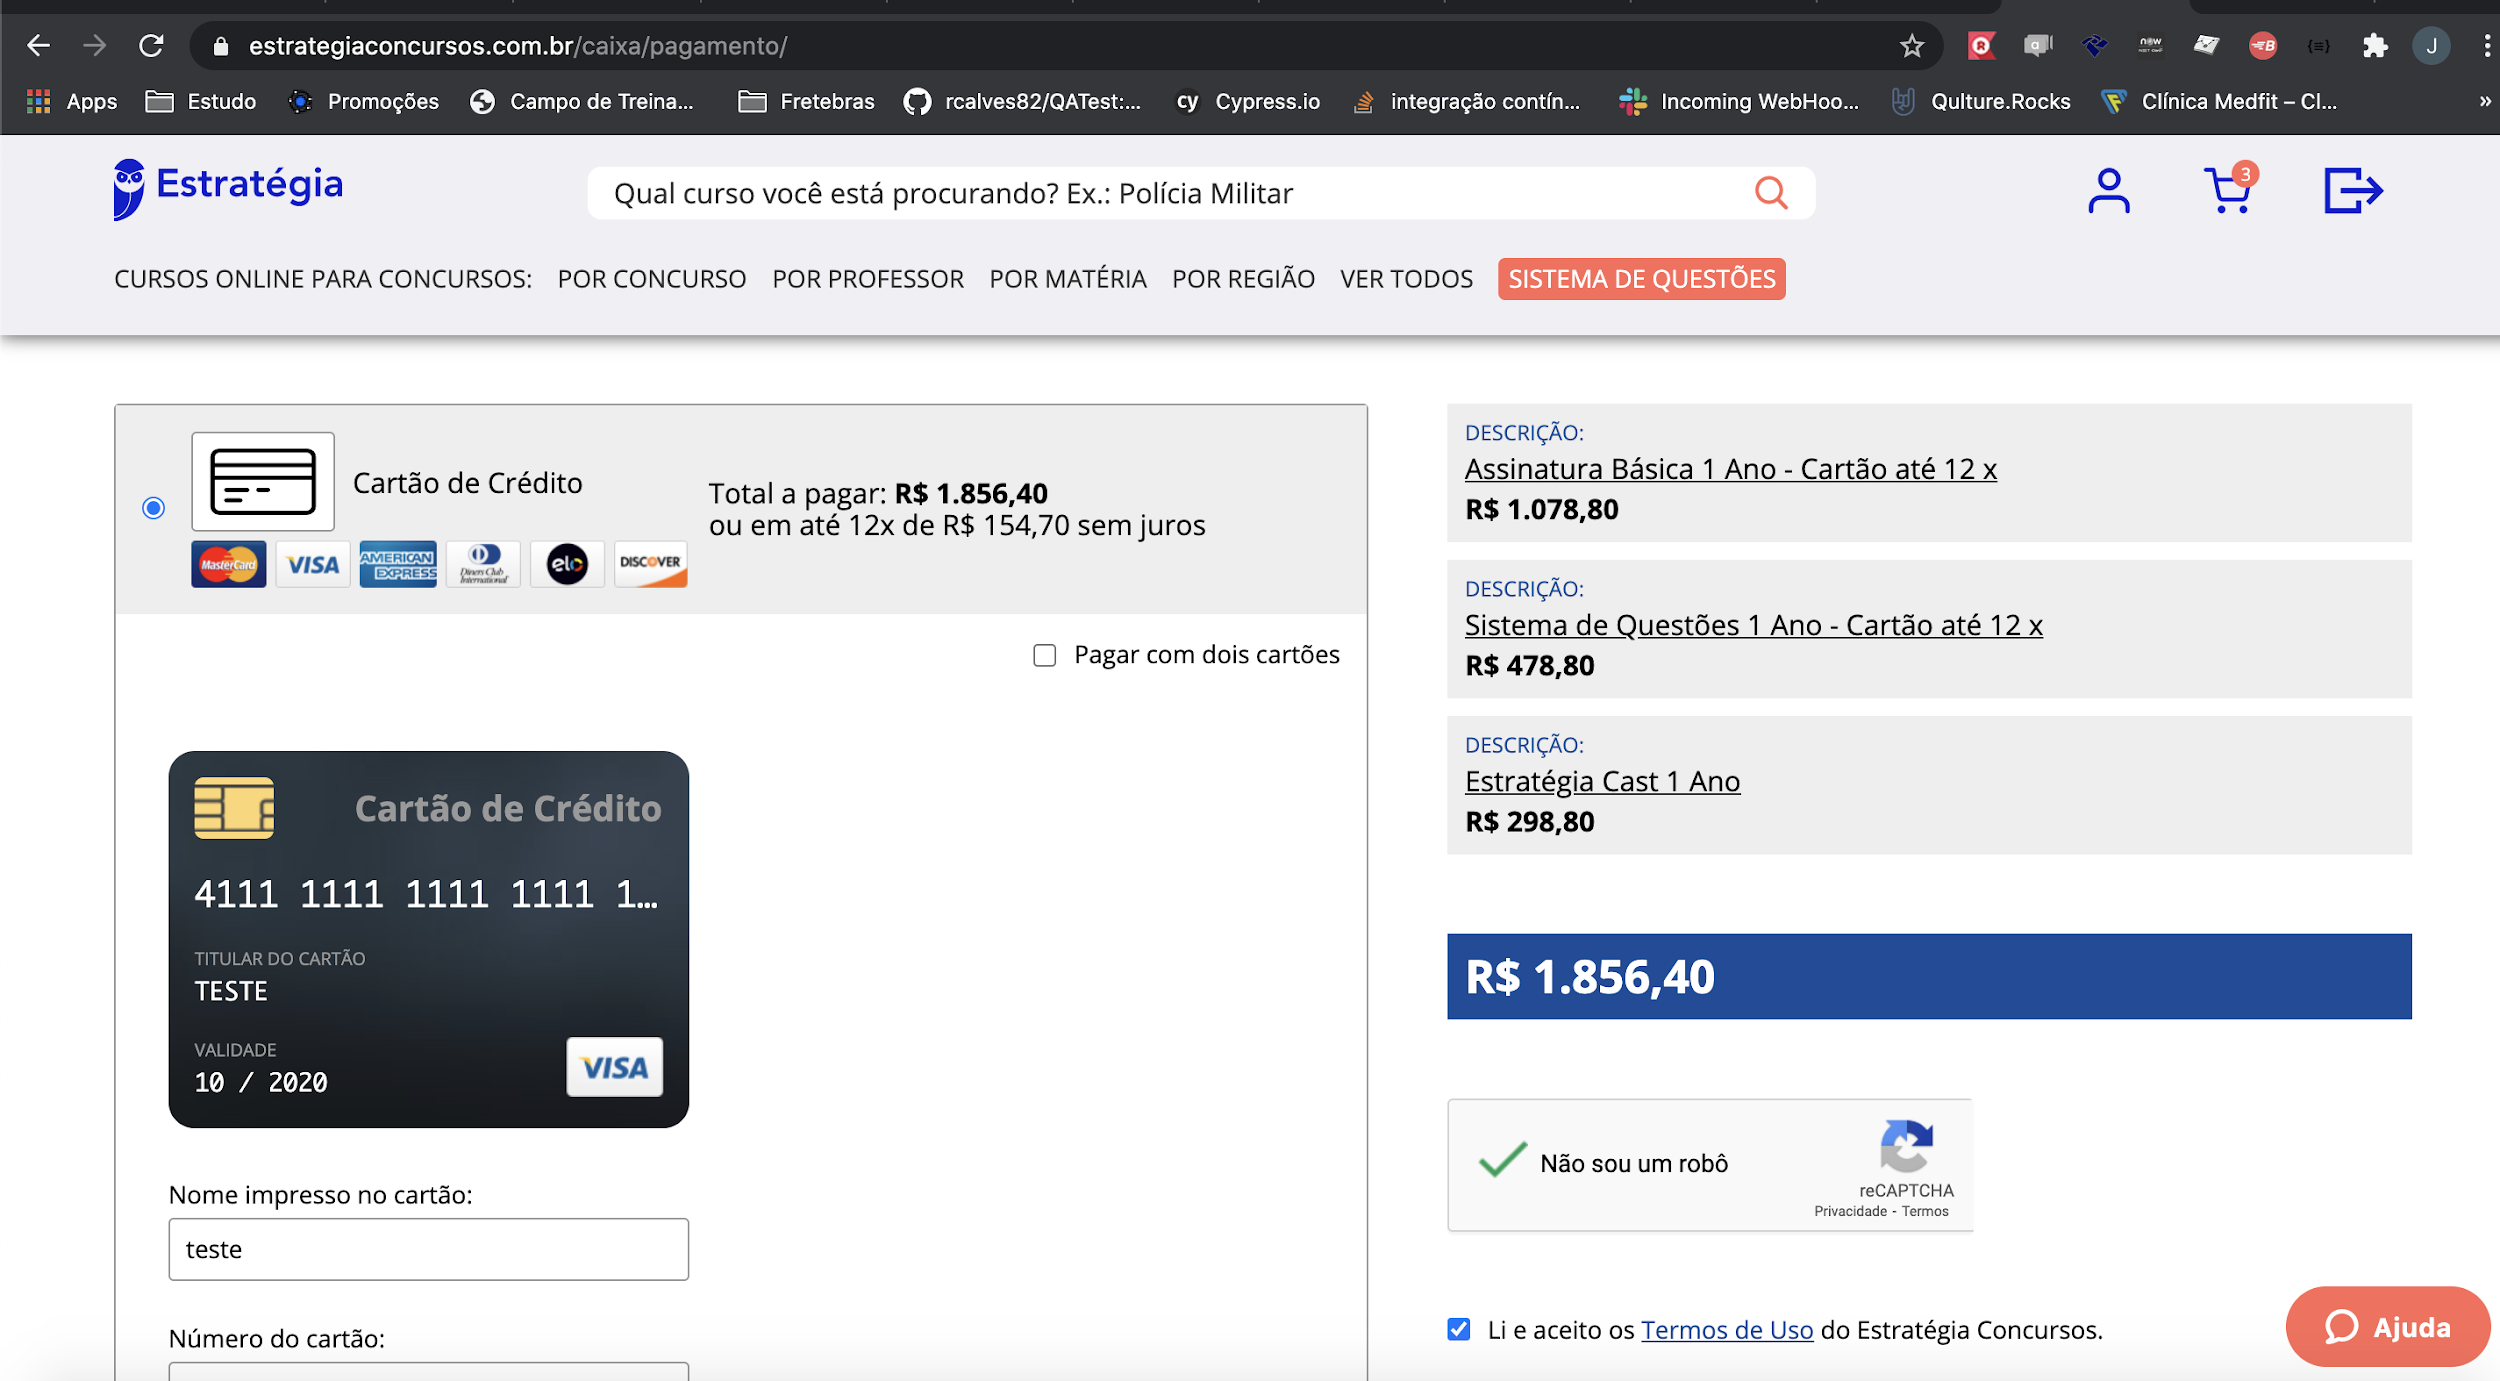 estrategiaconcursos.com.br/caixa/pagamento/
J
Apps Estudo Promoções Campo de Treina... Fretebras rcalves82/QATest:... cy Cypress.io integração contín... Incoming WebHoo... Qulture.Rocks Clínica Medfit – Cl... »
Estratégia
Qual curso você está procurando? Ex.: Polícia Militar
3
CURSOS ONLINE PARA CONCURSOS: POR CONCURSO POR PROFESSOR POR MATÉRIA POR REGIÃO VER TODOS SISTEMA DE QUESTÕES
Cartão de Crédito
Total a pagar: R$ 1.856,40
ou em até 12x de R$ 154,70 sem juros
MasterCard VISA AMERICAN EXPRESS Diners Club International elo DISCOVER
Pagar com dois cartões
Cartão de Crédito
4111 1111 1111 1111 1...
TITULAR DO CARTÃO
TESTE
VALIDADE
10 / 2020
VISA
Nome impresso no cartão:
teste
Número do cartão:
DESCRIÇÃO:
Assinatura Básica 1 Ano - Cartão até 12 x
R$ 1.078,80
DESCRIÇÃO:
Sistema de Questões 1 Ano - Cartão até 12 x
R$ 478,80
DESCRIÇÃO:
Estratégia Cast 1 Ano
R$ 298,80
R$ 1.856,40
Não sou um robô
reCAPTCHA
Privacidade - Termos
Li e aceito os Termos de Uso do Estratégia Concursos.
Ajuda